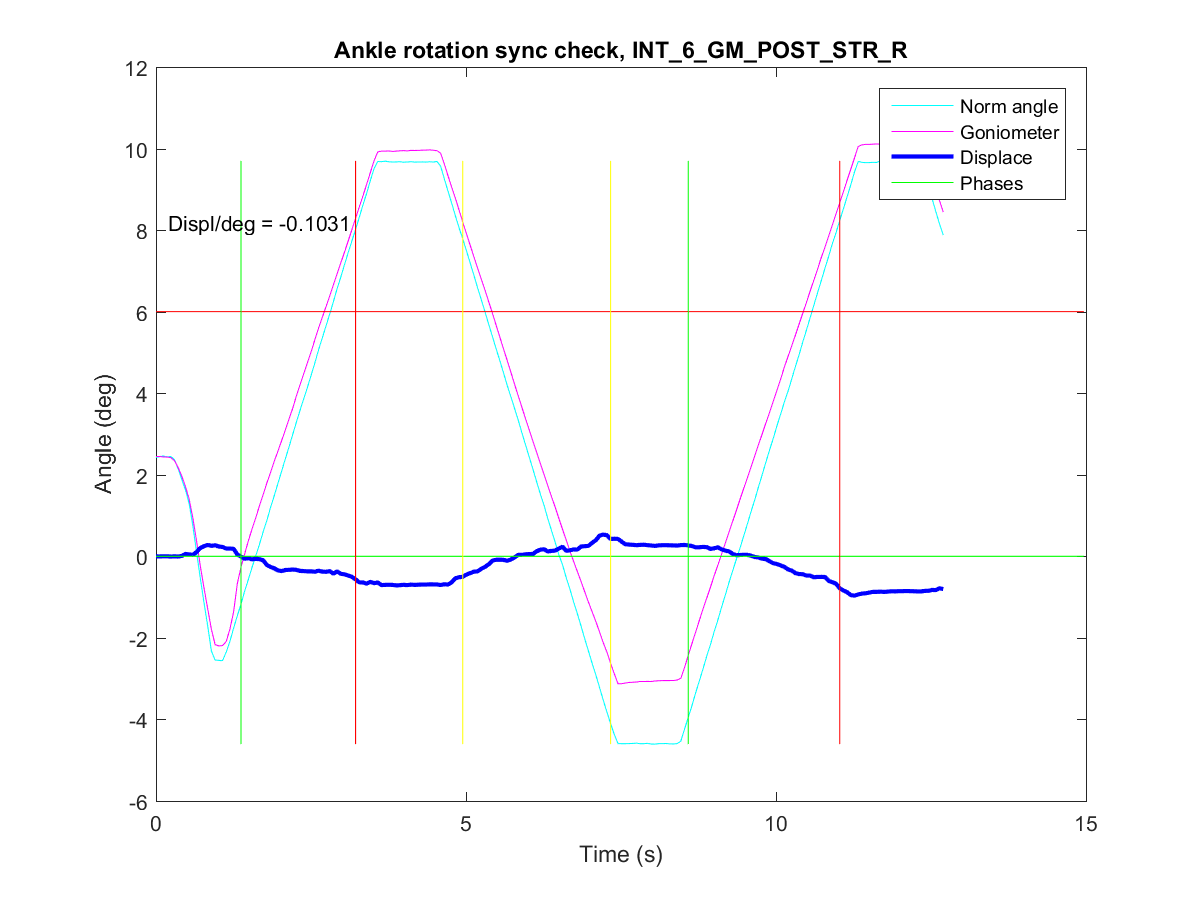 Ankle rotation sync check, INT_6_GM_POST_STR_R
12
10
8
6
4
2
0
-2
-4
-6
Angle (deg)
Displ/deg = -0.1031
Norm angle
Goniometer
Displace
Phases
0
5
10
15
Time (s)